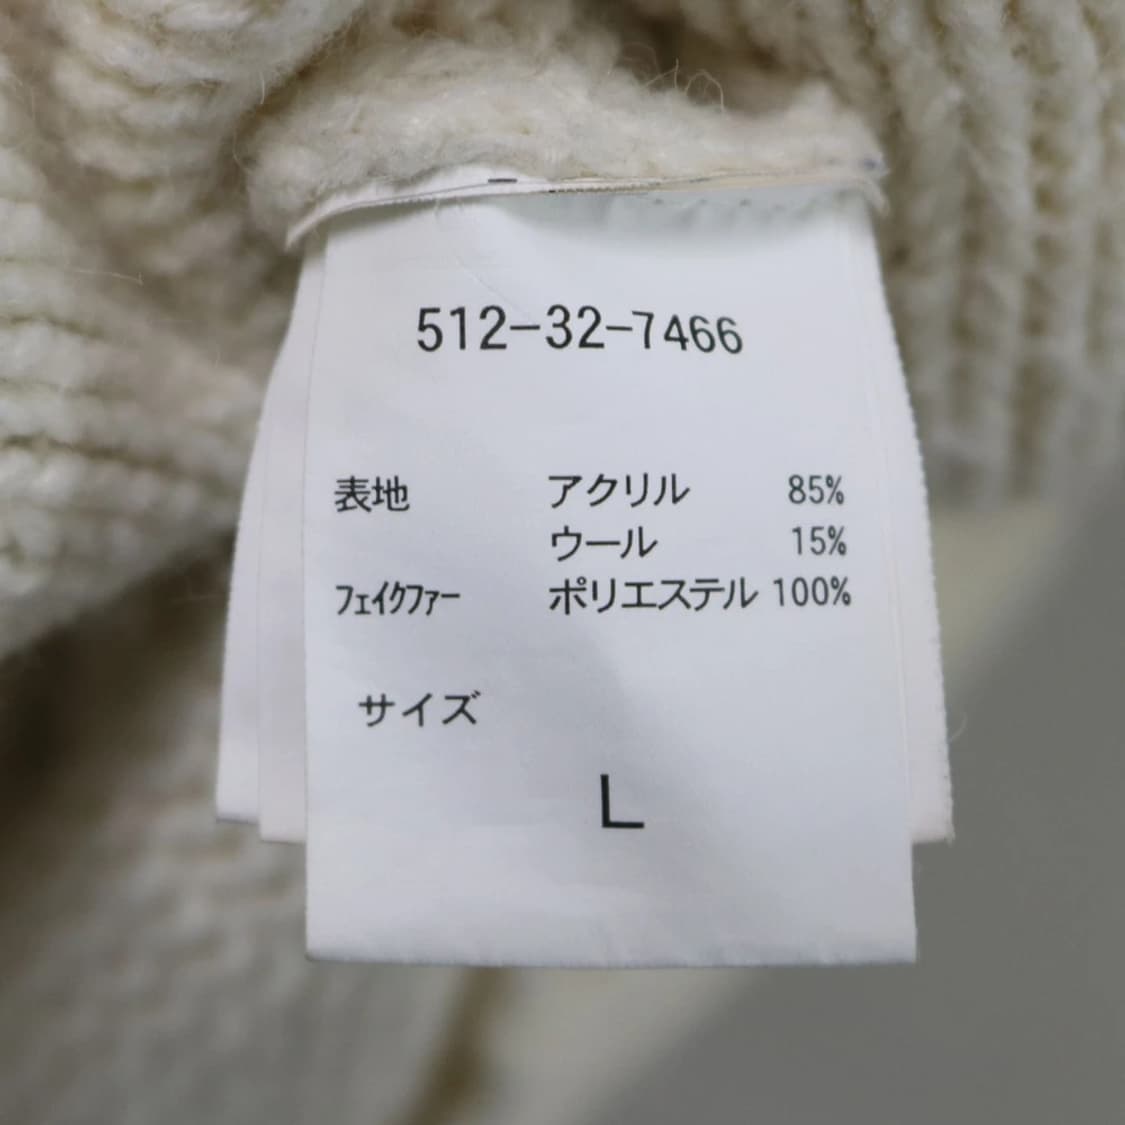 512-32-7466
表地 アクリル 85%
ウール 15%
ﾌェｲｸﾌｧｰ ポリエステル 100%
サイズ
L